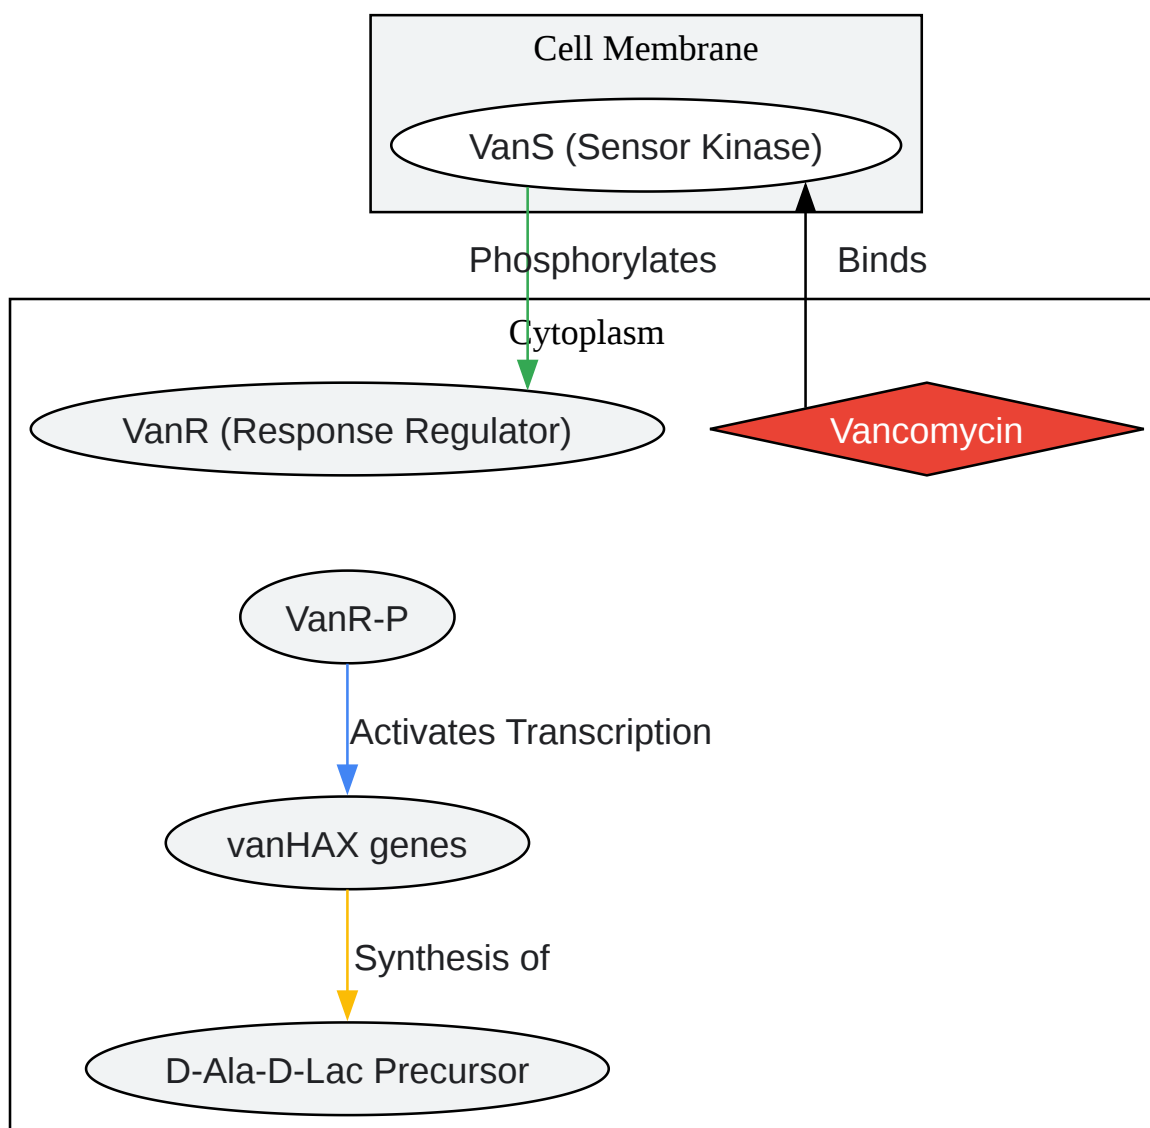 Cell Membrane
VanS (Sensor Kinase)
Phosphorylates
Binds
Cytoplasm
VanR (Response Regulator)
Vancomycin
VanR-P
Activates Transcription
vanHAX genes
Synthesis of
D-Ala-D-Lac Precursor